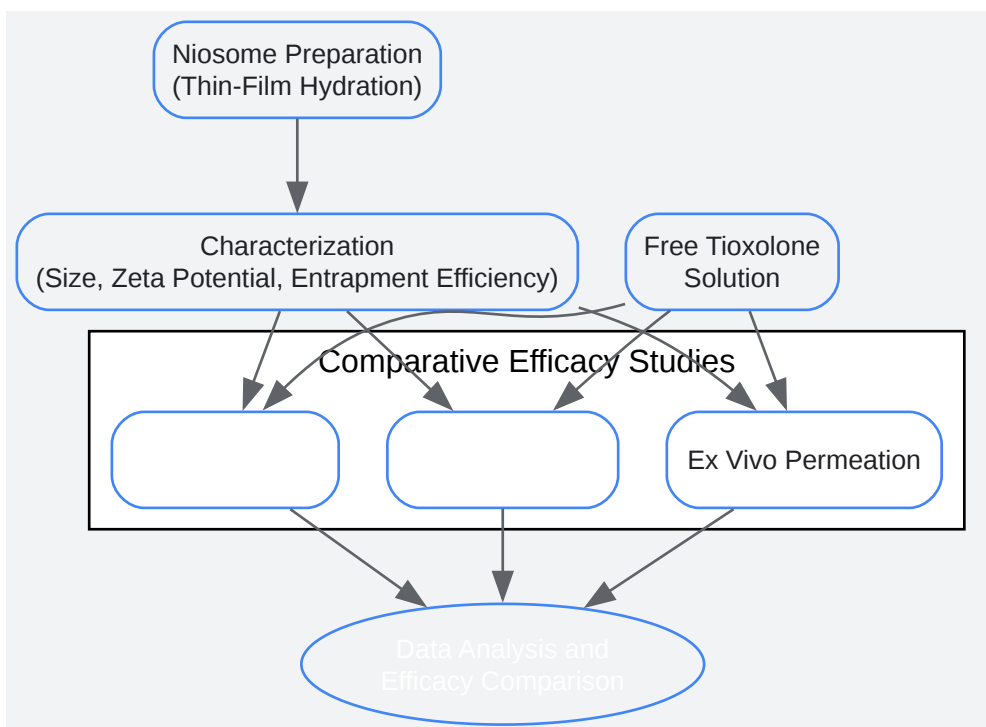 Niosome Preparation
(Thin-Film Hydration)
Characterization
(Size, Zeta Potential, Entrapment Efficiency)
Free Tioxolone
Solution
Comparative Efficacy Studies
Ex Vivo Permeation
Data Analysis and
Efficacy Comparison